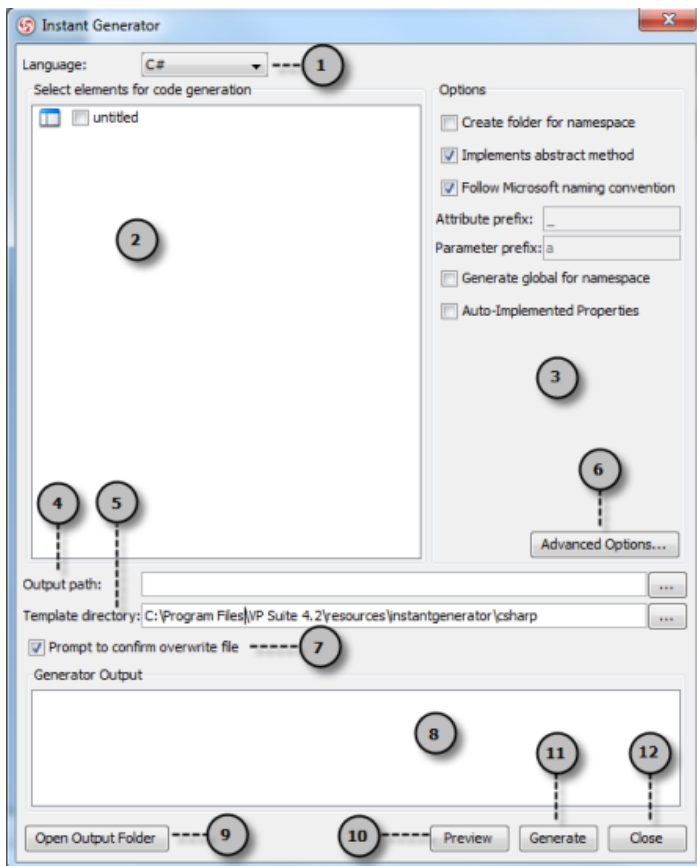 Instant Generator
Language: C# 1
Select elements for code generation
untitled
2
Options
Create folder for namespace
Implements abstract method
Follow Microsoft naming convention
Attribute prefix: _
Parameter prefix: a
Generate global for namespace
Auto-Implemented Properties
3
6
Advanced Options...
4 5
Output path: ...
Template directory: C:\Program Files\VP Suite 4.2\resources\instantgenerator\csharp ...
Prompt to confirm overwrite file 7
Generator Output
8
11 12
Open Output Folder 9 10 Preview Generate Close